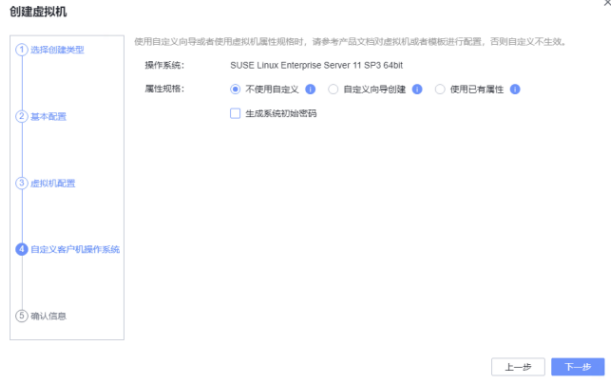 创建虚拟机
使用自定义向导或者使用虚拟机属性规格时，请参考产品文档对虚拟机或者模板进行配置，否则自定义不生效。
1 选择创建类型
2 基本配置
3 虚拟机配置
4 自定义客户机操作系统
5 确认信息
操作系统： SUSE Linux Enterprise Server 11 SP3 64bit
属性规格： 不使用自定义 i 自定义向导创建 i 使用已有属性 i
生成系统初始密码
上一步 下一步